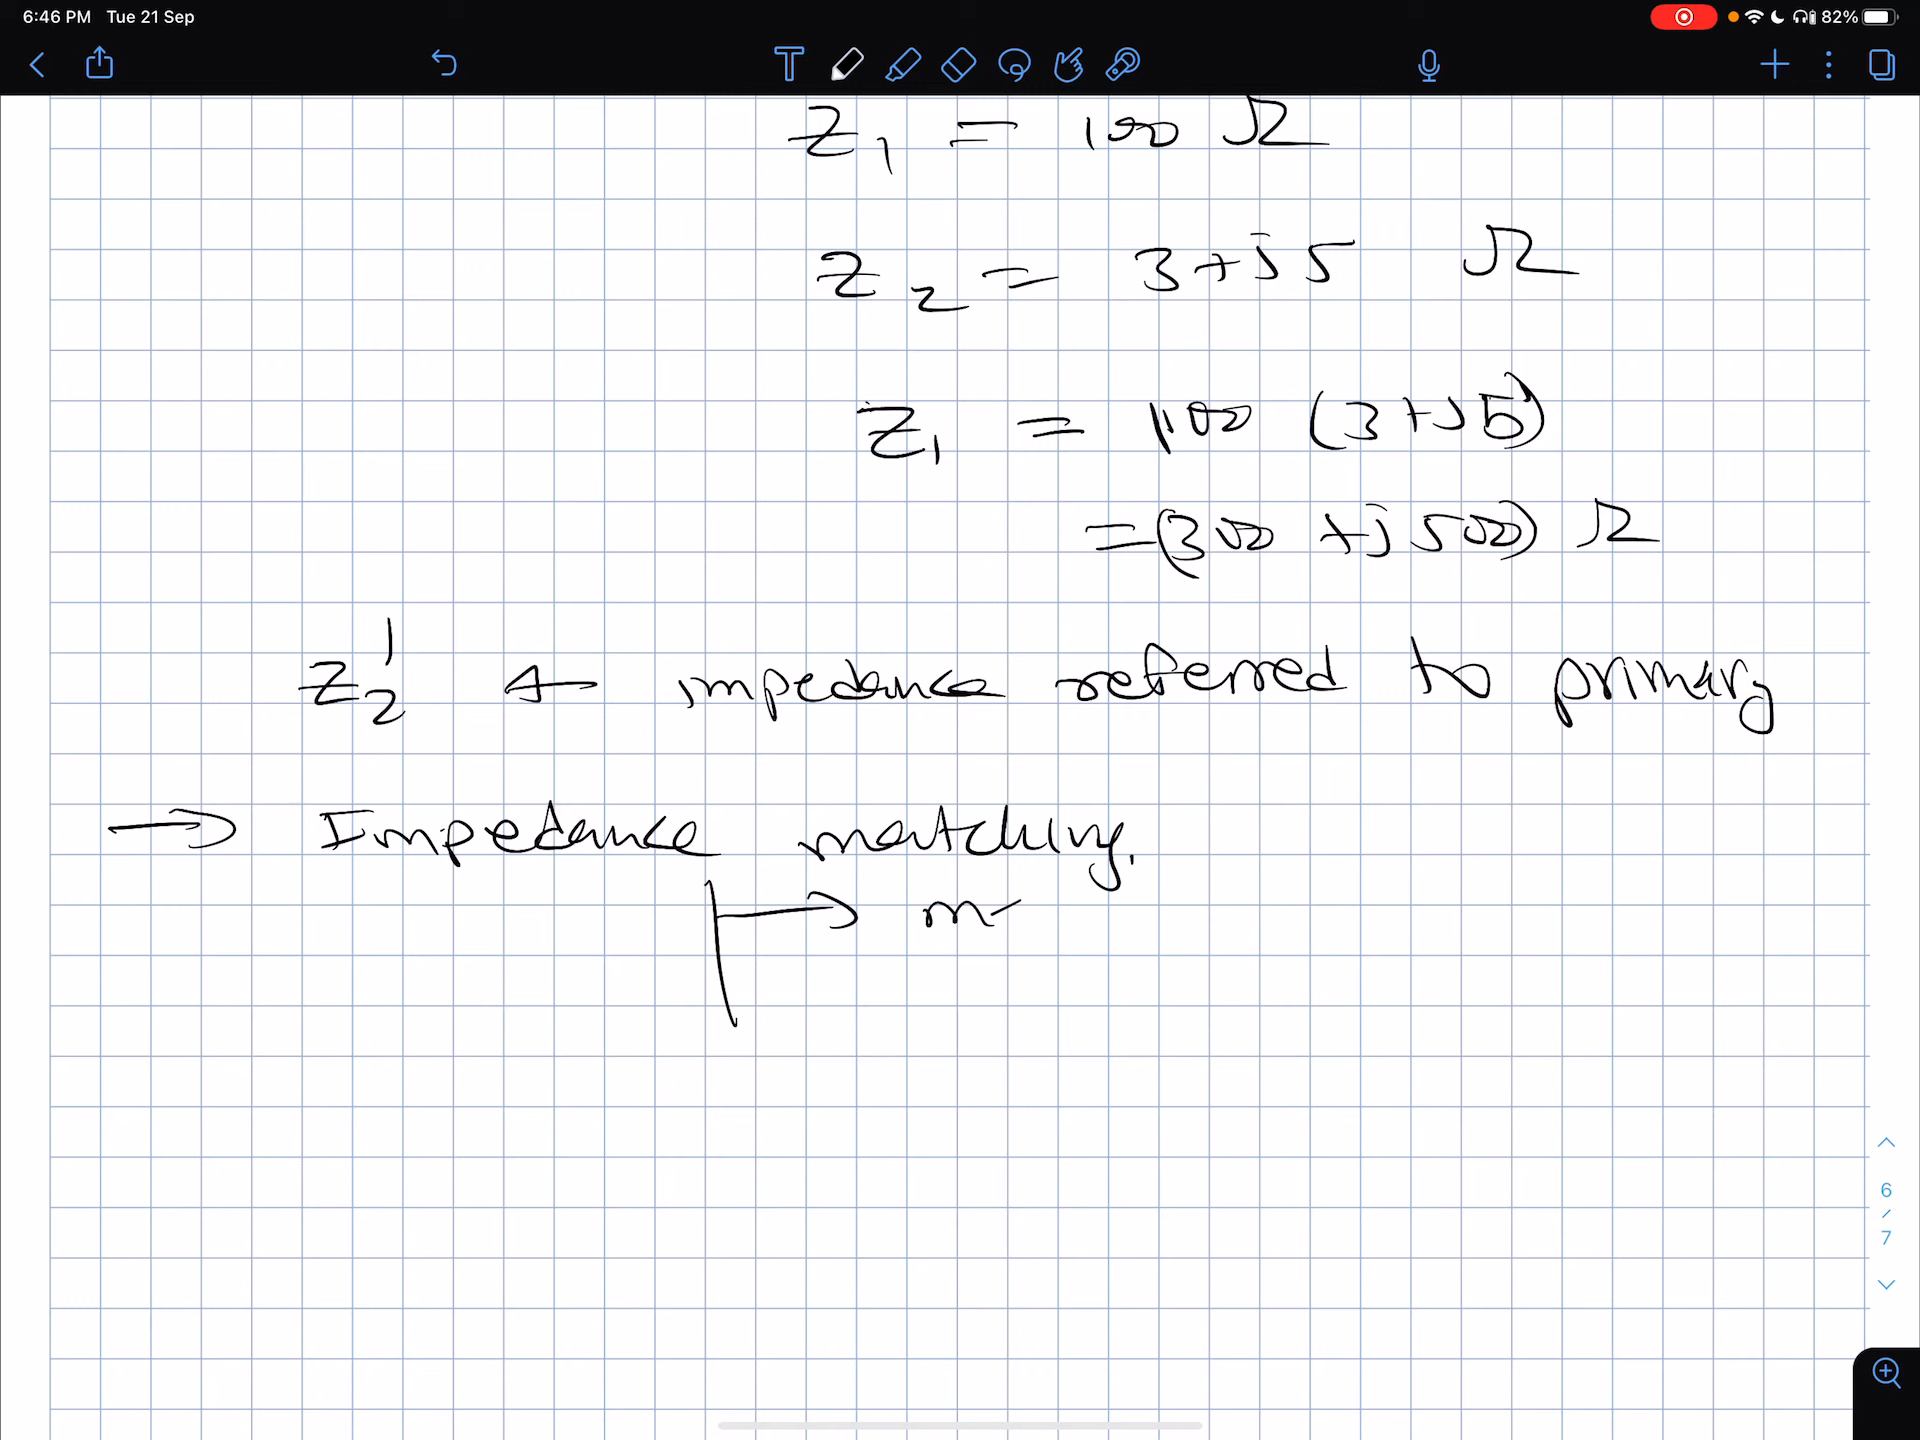 6:46 PM Tue 21 Sep
82%
T
Z₁ = 100 Ω
Z₂ = 3+j5 Ω
Z₁ = 100 (3+j5)
=(300 +j500) Ω
Z₂' ← impedance referred to primary
→ Impedance matching.
→ m
6
/
7